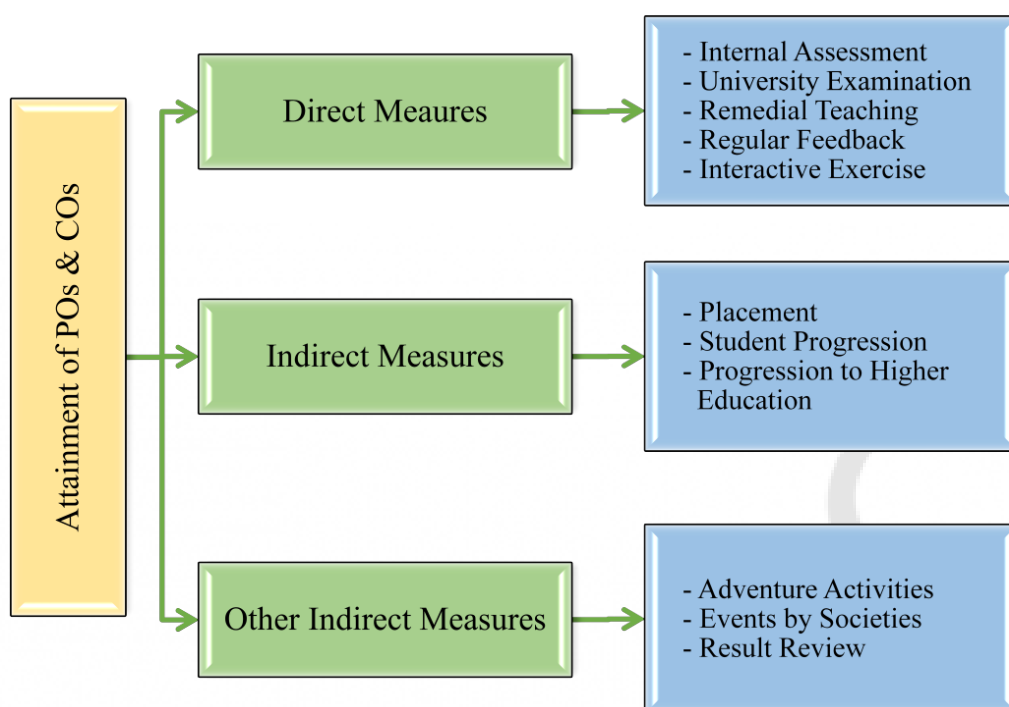 Attainment of POs & COs
Direct Meaures
- Internal Assessment
- University Examination
- Remedial Teaching
- Regular Feedback
- Interactive Exercise
Indirect Measures
- Placement
- Student Progression
- Progression to Higher
Education
Other Indirect Measures
- Adventure Activities
- Events by Societies
- Result Review